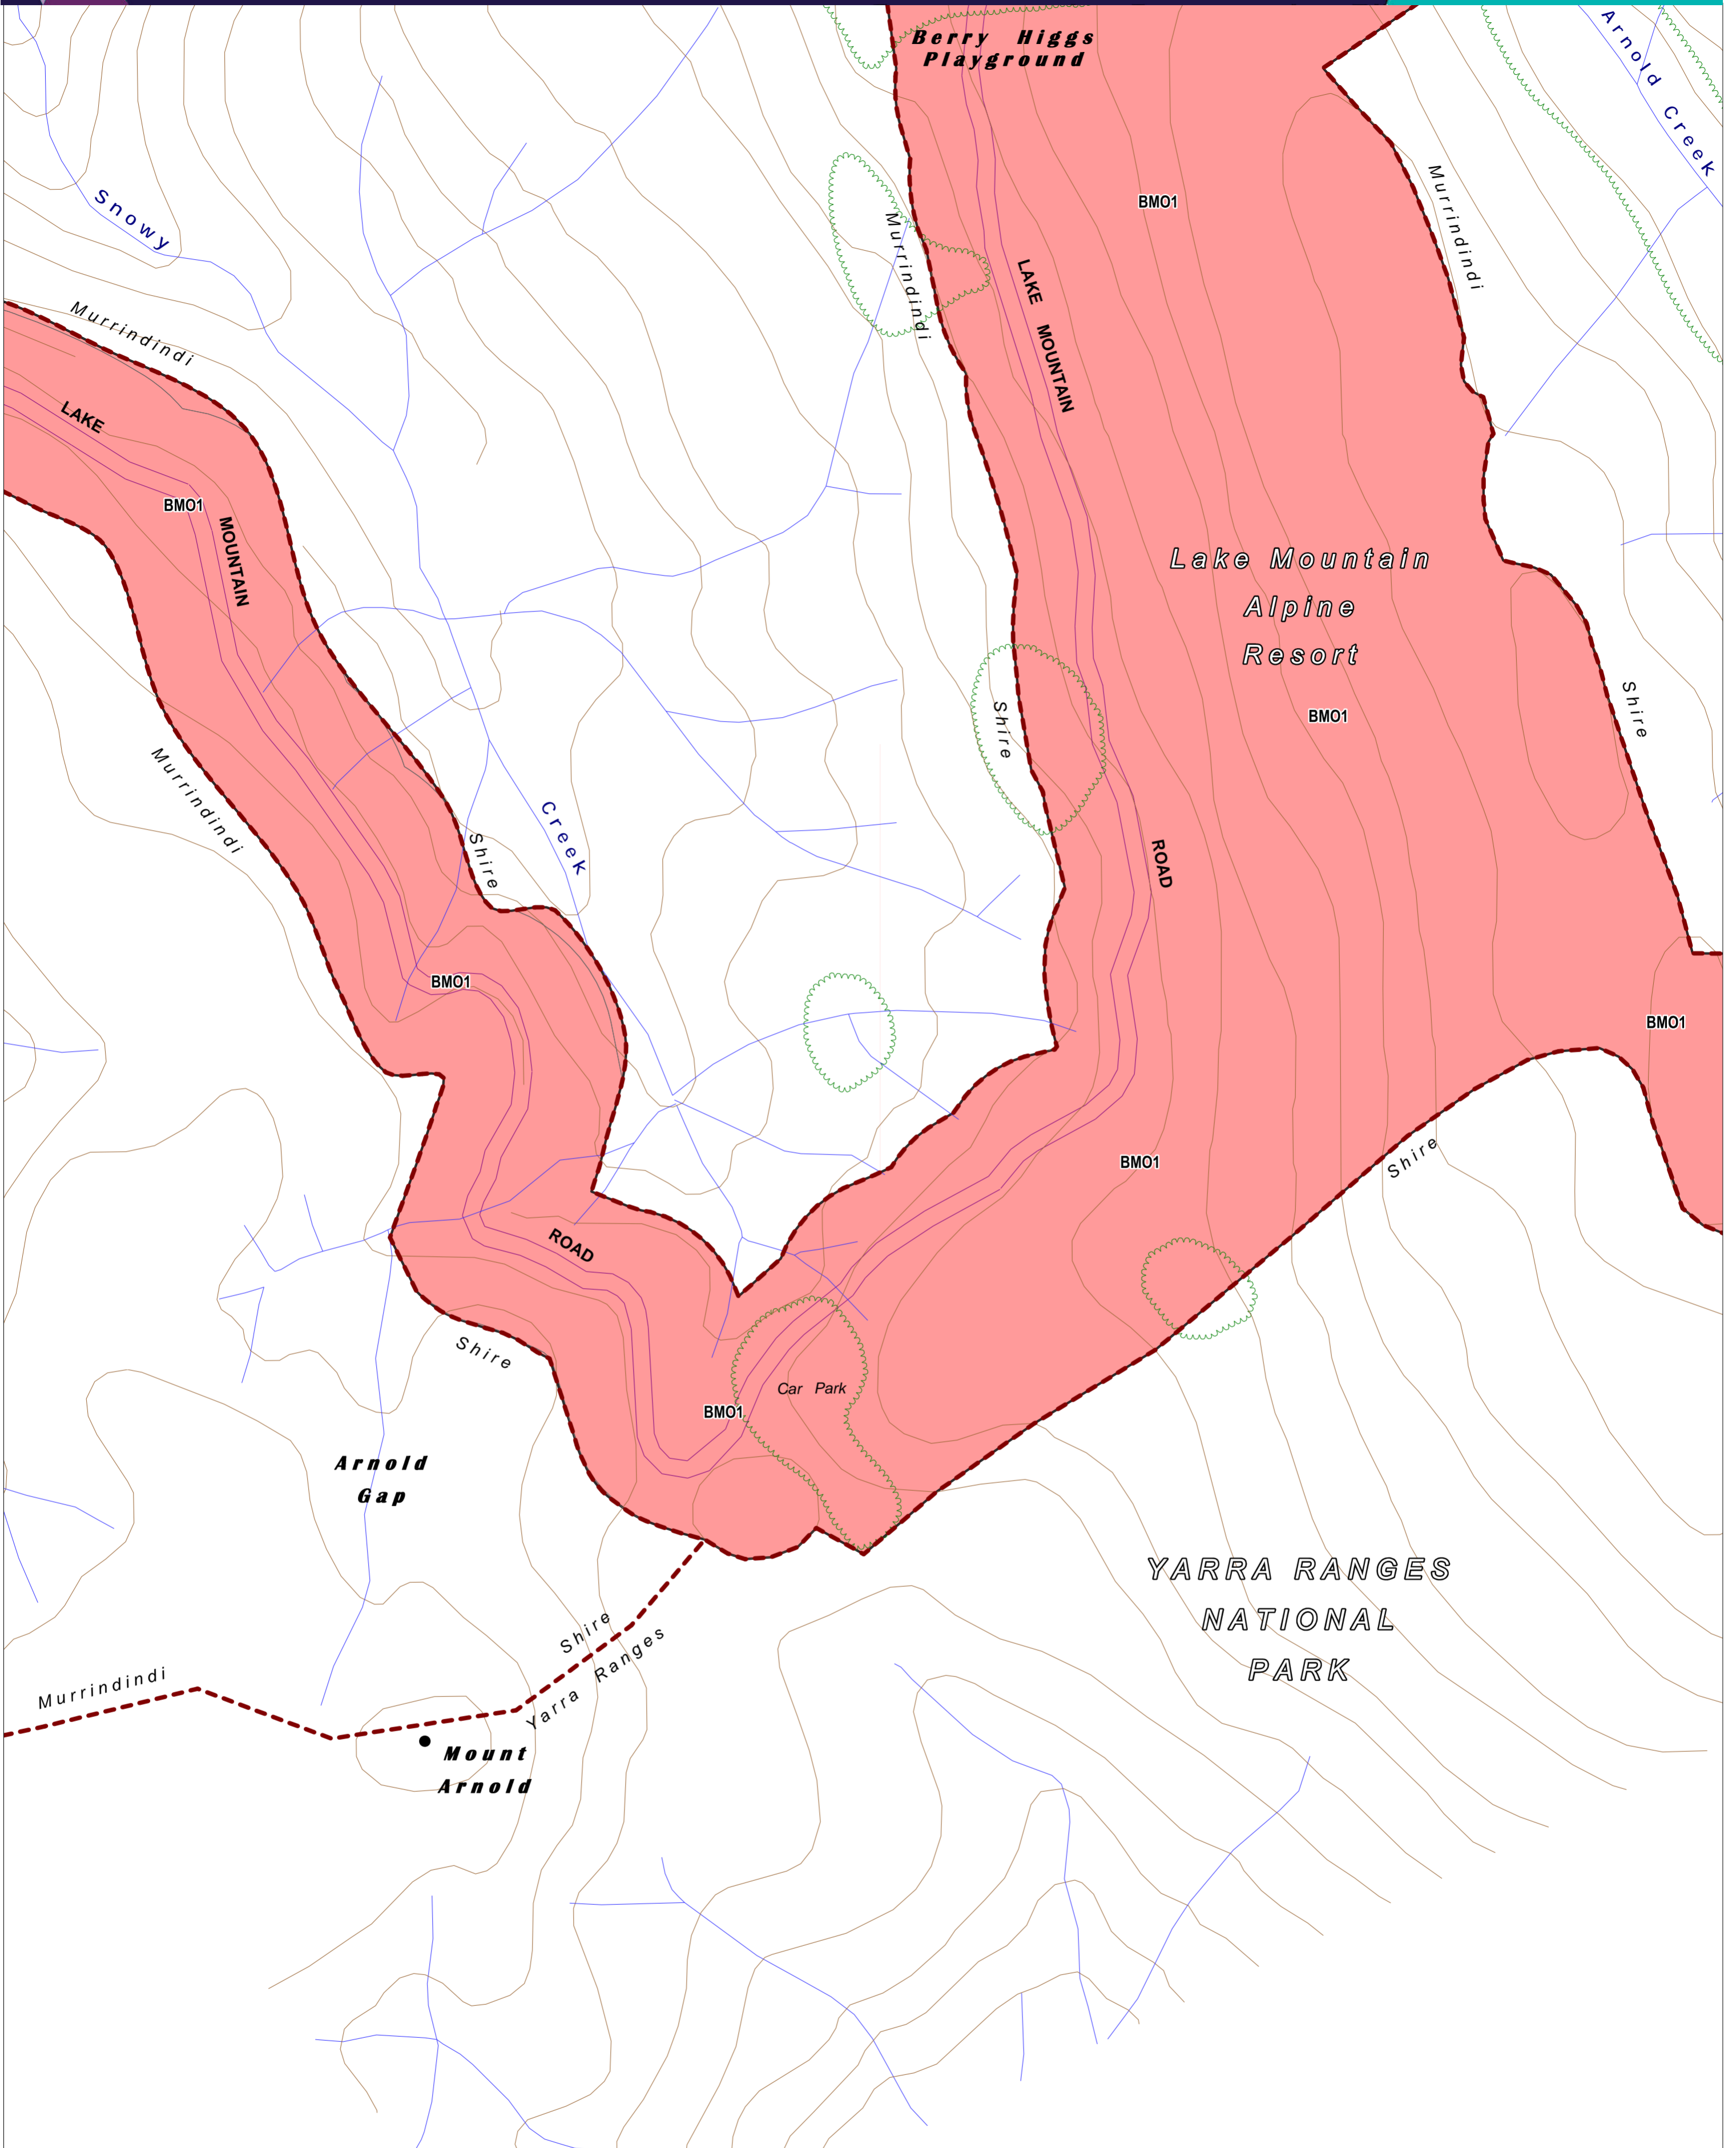 Berry Higgs
Playground
Arnold Creek
BMO1
Snowy
Murrindindi
Murrindindi
Murrindindi
LAKE MOUNTAIN
LAKE
BMO1
MOUNTAIN
Lake Mountain
Alpine
Resort
Shire
Shire
BMO1
Murrindindi
Creek
Shire
ROAD
BMO1
BMO1
BMO1
Shire
ROAD
Shire
Car Park
BMO1
Arnold
Gap
YARRA RANGES
NATIONAL
PARK
Shire
Yarra Ranges
Murrindindi
Mount
Arnold